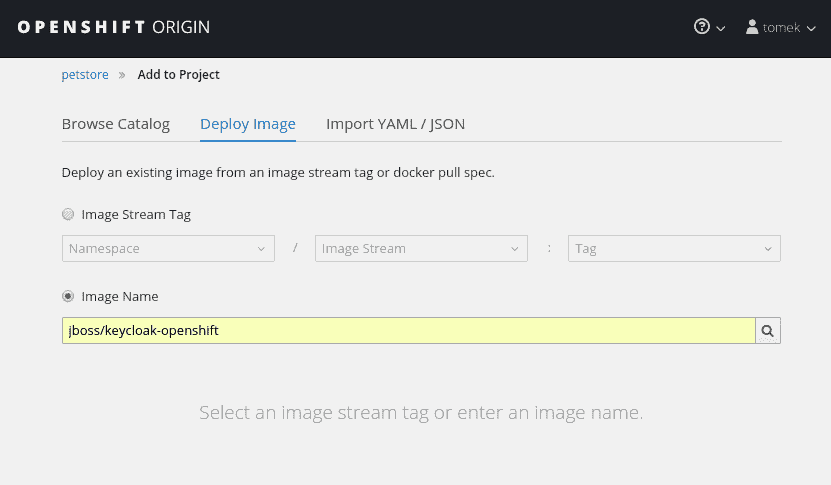 OPENSHIFT ORIGIN
tomek
petstore » Add to Project
Browse Catalog Deploy Image Import YAML / JSON
Deploy an existing image from an image stream tag or docker pull spec.
Image Stream Tag
Namespace / Image Stream : Tag
Image Name
jboss/keycloak-openshift
Select an image stream tag or enter an image name.